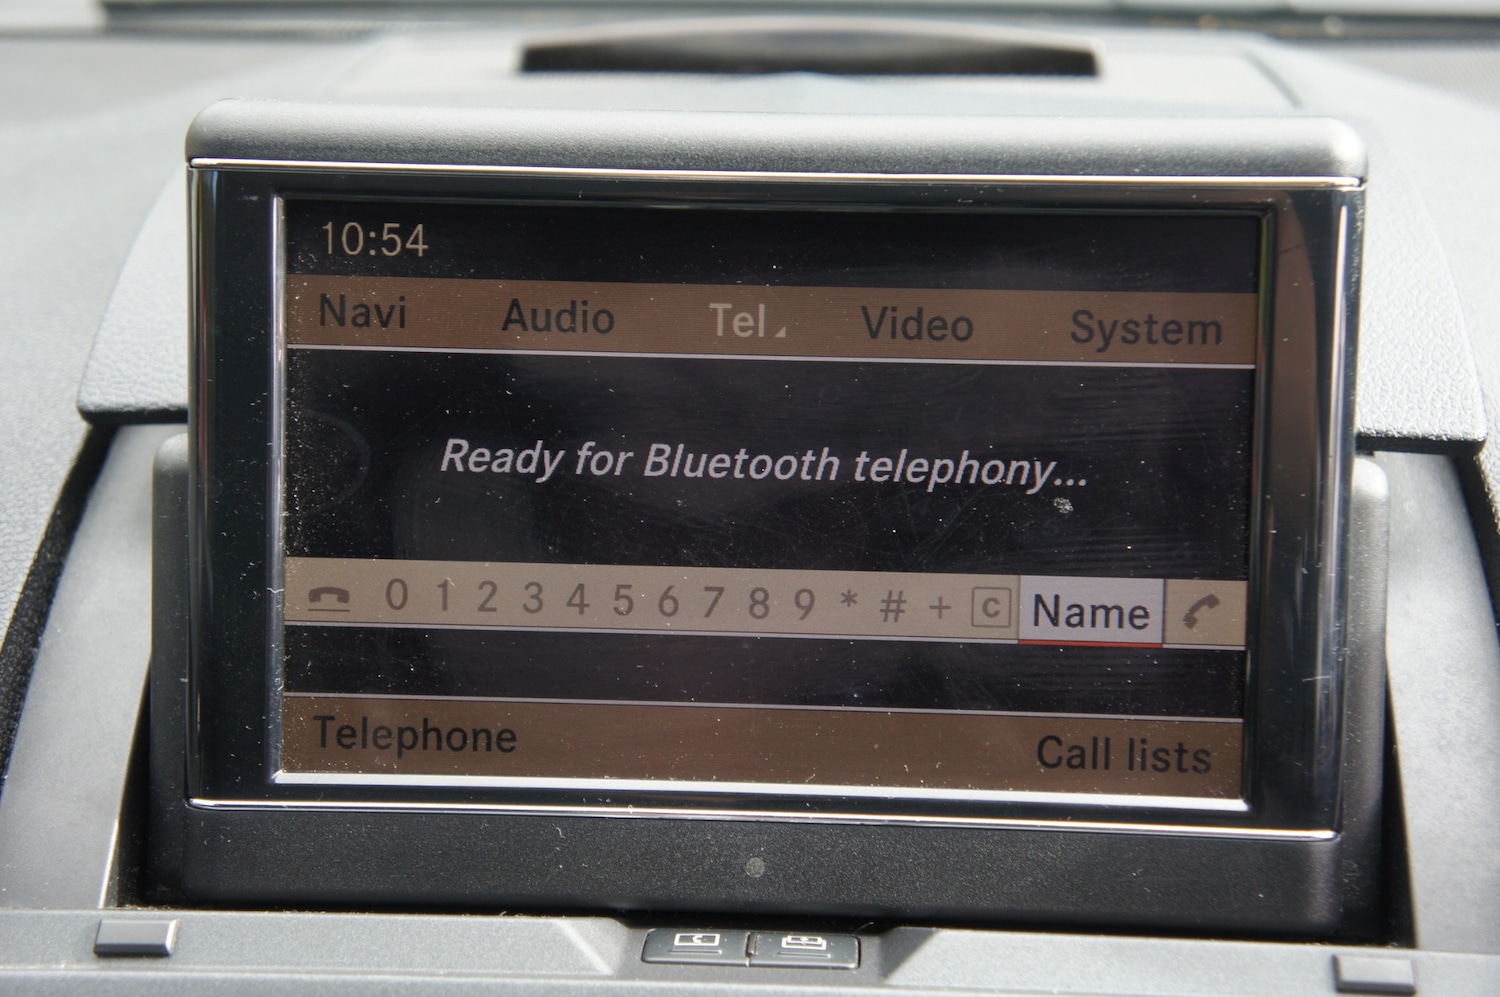 10:54
Navi Audio Tel Video System
Ready for Bluetooth telephony...
0 1 2 3 4 5 6 7 8 9 * # + C Name
Telephone Call lists